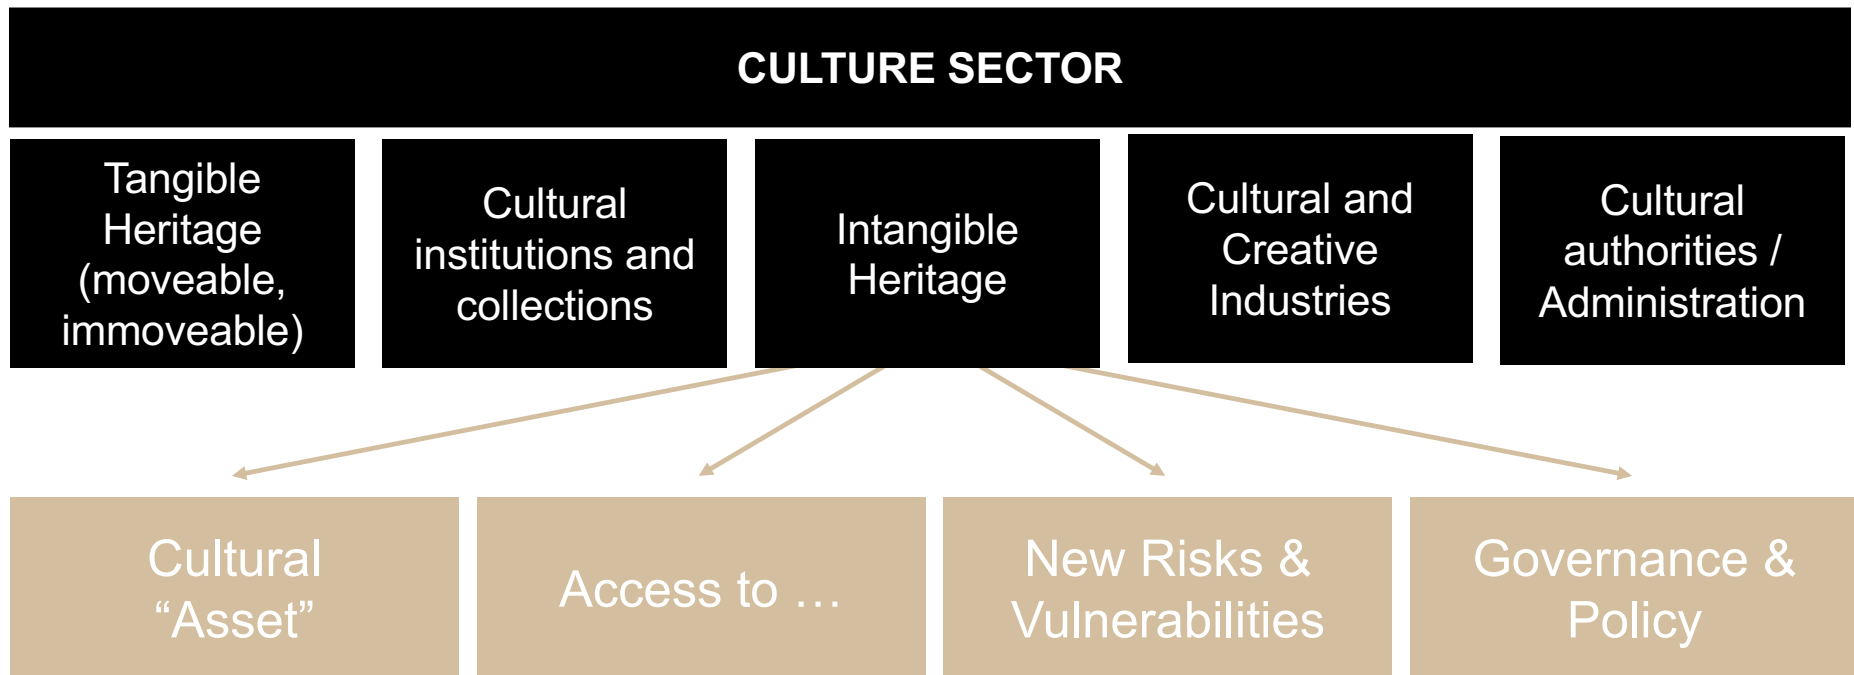 CULTURE SECTOR
Tangible
Heritage
(moveable,
immoveable)
Cultural
institutions and
collections
Intangible
Heritage
Cultural and
Creative
Industries
Cultural
authorities /
Administration
Cultural
“Asset”
Access to …
New Risks &
Vulnerabilities
Governance &
Policy